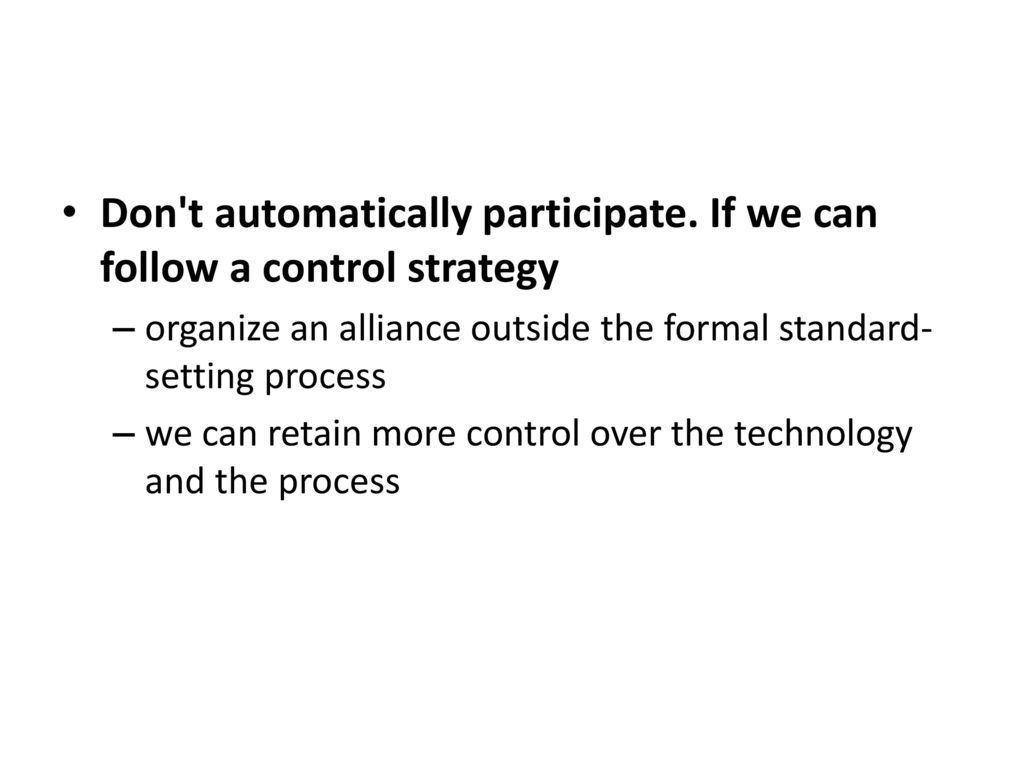 • Don't automatically participate. If we can
follow a control strategy
– organize an alliance outside the formal standard-
setting process
– we can retain more control over the technology
and the process